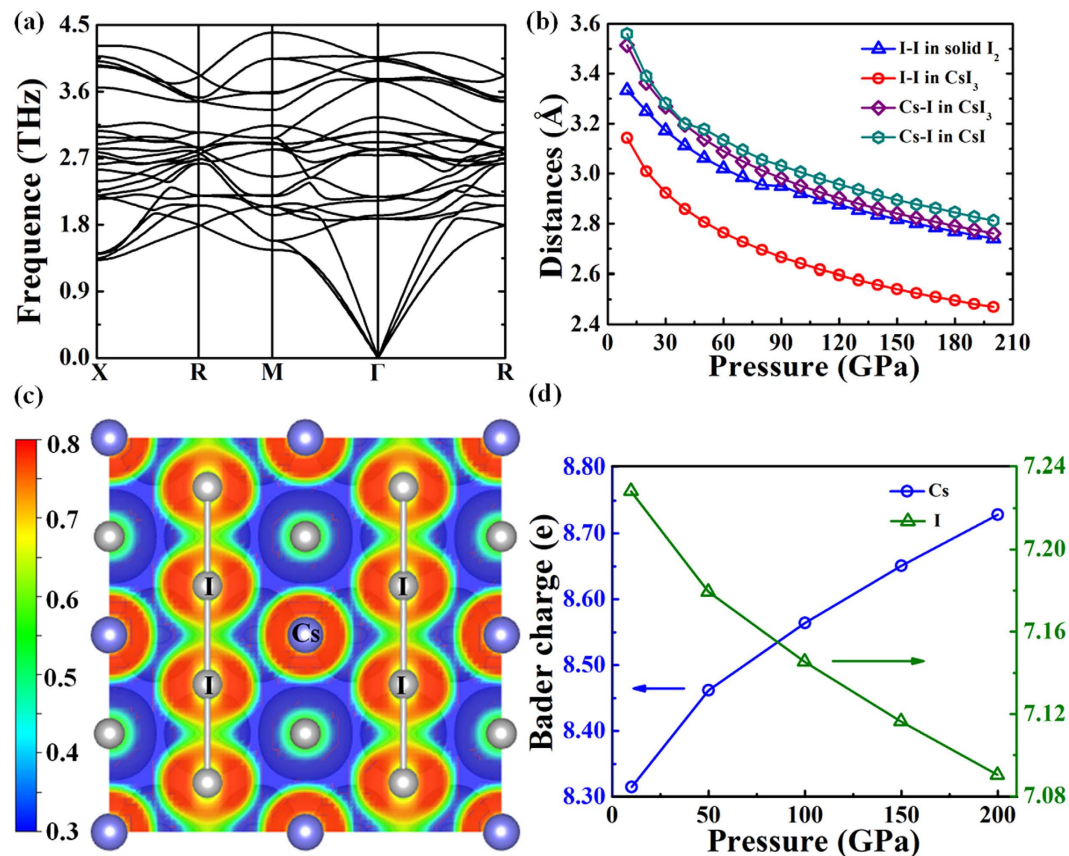 (a)
4.5
3.6
2.7
1.8
0.9
0.0
Frequence (THz)
X R M Γ R
(b)
3.6
3.4
3.2
3.0
2.8
2.6
2.4
Distances (Å)
I-I in solid I₂
I-I in CsI₃
Cs-I in CsI₃
Cs-I in CsI
0 30 60 90 120 150 180 210
Pressure (GPa)
(c)
0.8
0.7
0.6
0.5
0.4
0.3
I I
Cs
I I
(d)
8.80
8.70
8.60
8.50
8.40
8.30
Bader charge (e)
Cs
I
7.24
7.20
7.16
7.12
7.08
0 50 100 150 200
Pressure (GPa)